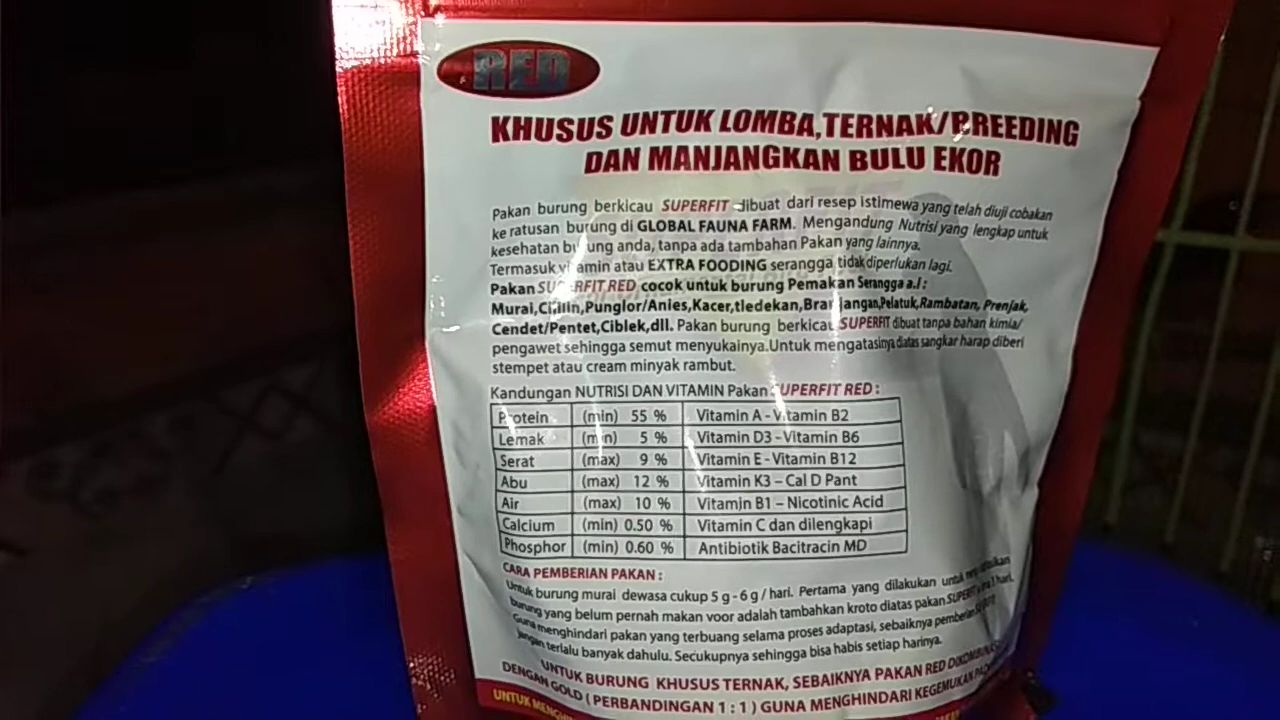 RED
KHUSUS UNTUK LOMBA,TERNAK/BREEDING
DAN MANJANGKAN BULU EKOR
Pakan burung berkicau SUPERFIT dibuat dari resep istimewa yang telah diuji cobakan
ke ratusan burung di GLOBAL FAUNA FARM. Mengandung Nutrisi yang lengkap untuk
kesehatan burung anda, tanpa ada tambahan Pakan yang lainnya.
Termasuk vitamin atau EXTRA FOODING serangga tidak diperlukan lagi.
Pakan SUPERFIT RED cocok untuk burung Pemakan Serangga a.l :
Murai,Cililin,Punglor/Anies,Kacer,tledekan,Branjangan,Pelatuk,Rambatan, Prenjak,
Cendet/Pentet,Ciblek,dll. Pakan burung berkicau SUPERFIT dibuat tanpa bahan kimia/
pengawet sehingga semut menyukainya.Untuk mengatasinya diatas sangkar harap diberi
stempet atau cream minyak rambut.
Kandungan NUTRISI DAN VITAMIN Pakan SUPERFIT RED :
Protein (min) 55 % Vitamin A - Vitamin B2
Lemak (min) 5 % Vitamin D3 - Vitamin B6
Serat (max) 9 % Vitamin E - Vitamin B12
Abu (max) 12 % Vitamin K3 – Cal D Pant
Air (max) 10 % Vitamin B1 – Nicotinic Acid
Calcium (min) 0.50 % Vitamin C dan dilengkapi
Phosphor (min) 0.60 % Antibiotik Bacitracin MD
CARA PEMBERIAN PAKAN :
Untuk burung murai dewasa cukup 5 g - 6 g / hari. Pertama yang dilakukan untuk
burung yang belum pernah makan voor adalah tambahkan kroto diatas pakan 3 hari.
Guna menghindari pakan yang terbuang selama proses adaptasi, sebaiknya
jangan terlalu banyak dahulu. Secukupnya sehingga bisa habis setiap harinya.
UNTUK BURUNG KHUSUS TERNAK, SEBAIKNYA PAKAN RED
DENGAN GOLD ( PERBANDINGAN 1 : 1 ) GUNA MENGHINDARI KEGEMUKAN
UNTUK